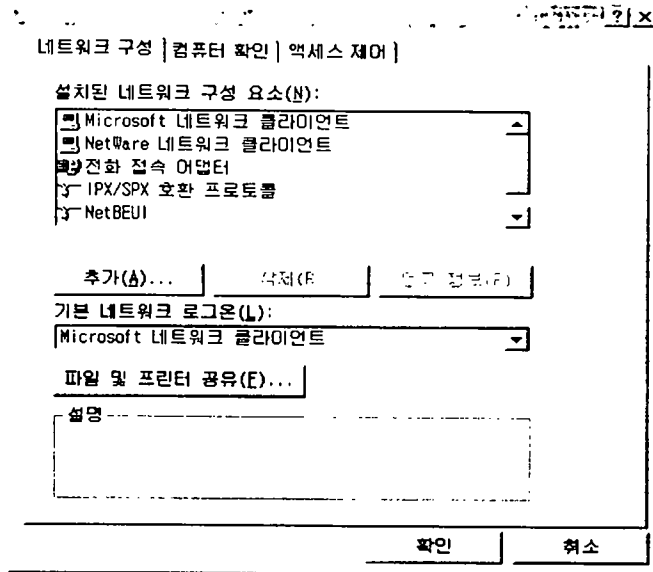 네트워크 구성 컴퓨터 확인 액세스 제어
설치된 네트워크 구성 요소(N):
Microsoft 네트워크 클라이언트
NetWare 네트워크 클라이언트
전화 접속 어댑터
IPX/SPX 호환 프로토콜
NetBEUI
추가(A)... 삭제(R
기본 네트워크 로그온(L):
Microsoft 네트워크 클라이언트
파일 및 프린터 공유(F)...
설명
확인 취소